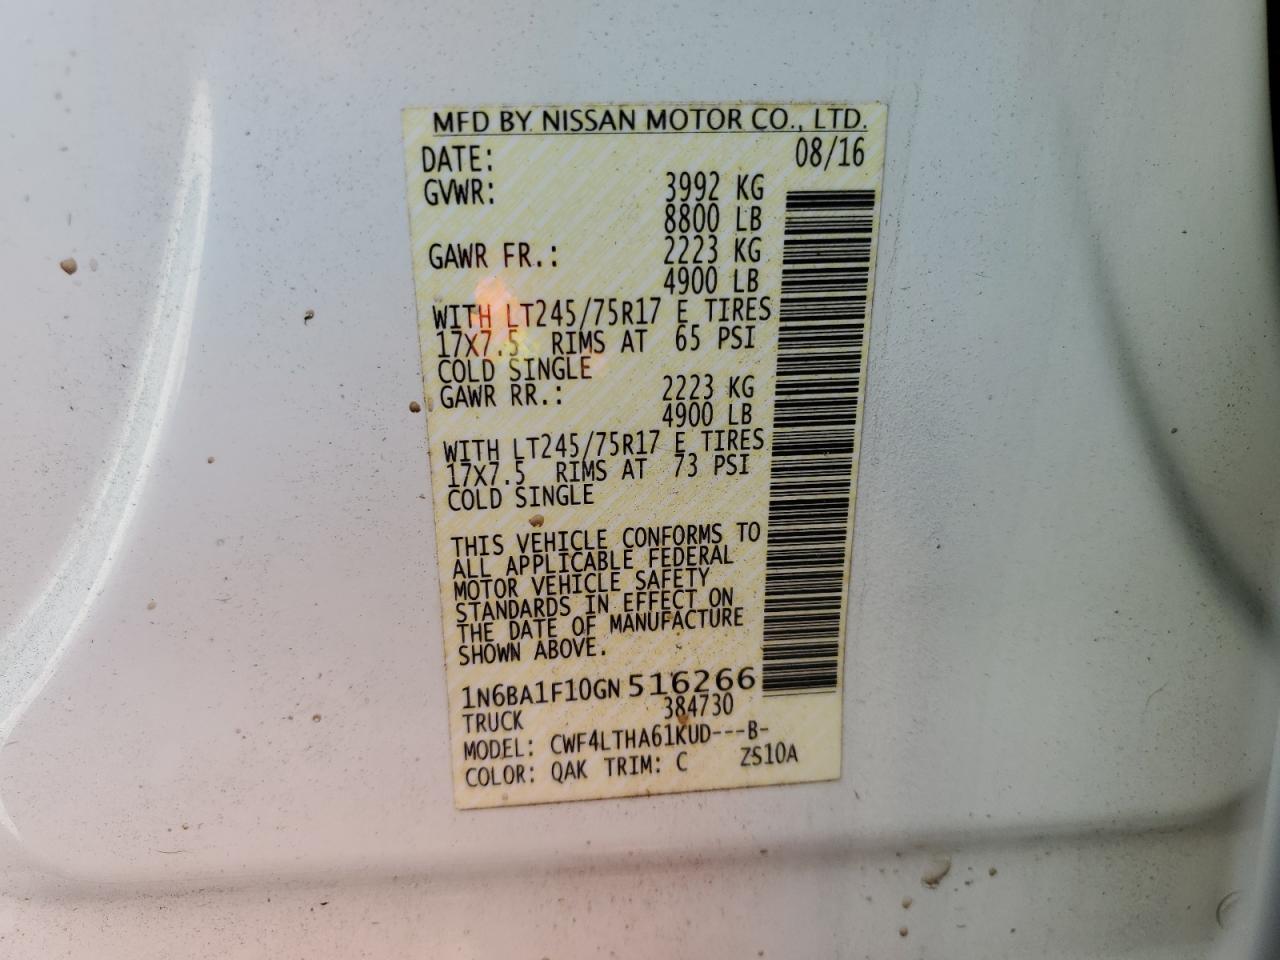 MFD BY NISSAN MOTOR CO., LTD.
DATE: 08/16
GVWR: 3992 KG
8800 LB
GAWR FR.: 2223 KG
4900 LB
WITH LT245/75R17 E TIRES
17X7.5 RIMS AT 65 PSI
COLD SINGLE
GAWR RR.: 2223 KG
4900 LB
WITH LT245/75R17 E TIRES
17X7.5 RIMS AT 73 PSI
COLD SINGLE
THIS VEHICLE CONFORMS TO
ALL APPLICABLE FEDERAL
MOTOR VEHICLE SAFETY
STANDARDS IN EFFECT ON
THE DATE OF MANUFACTURE
SHOWN ABOVE.
1N6BA1F10GN516266
TRUCK 384730
MODEL: CWF4LTHA61KUD---B-
COLOR: QAK TRIM: C ZS10A